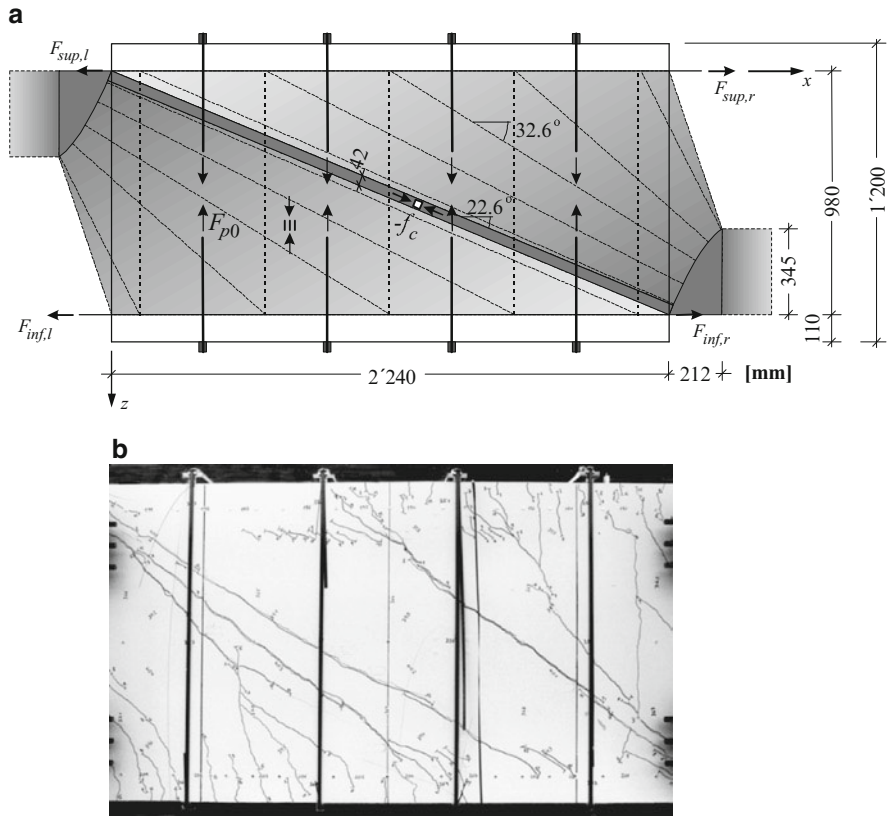 a
F_sup,l
F_sup,r
x
32.6°
42
22.6°
-f_c
F_p0
980
1´200
345
110
F_inf,l
F_inf,r
2´240
212
[mm]
z
b